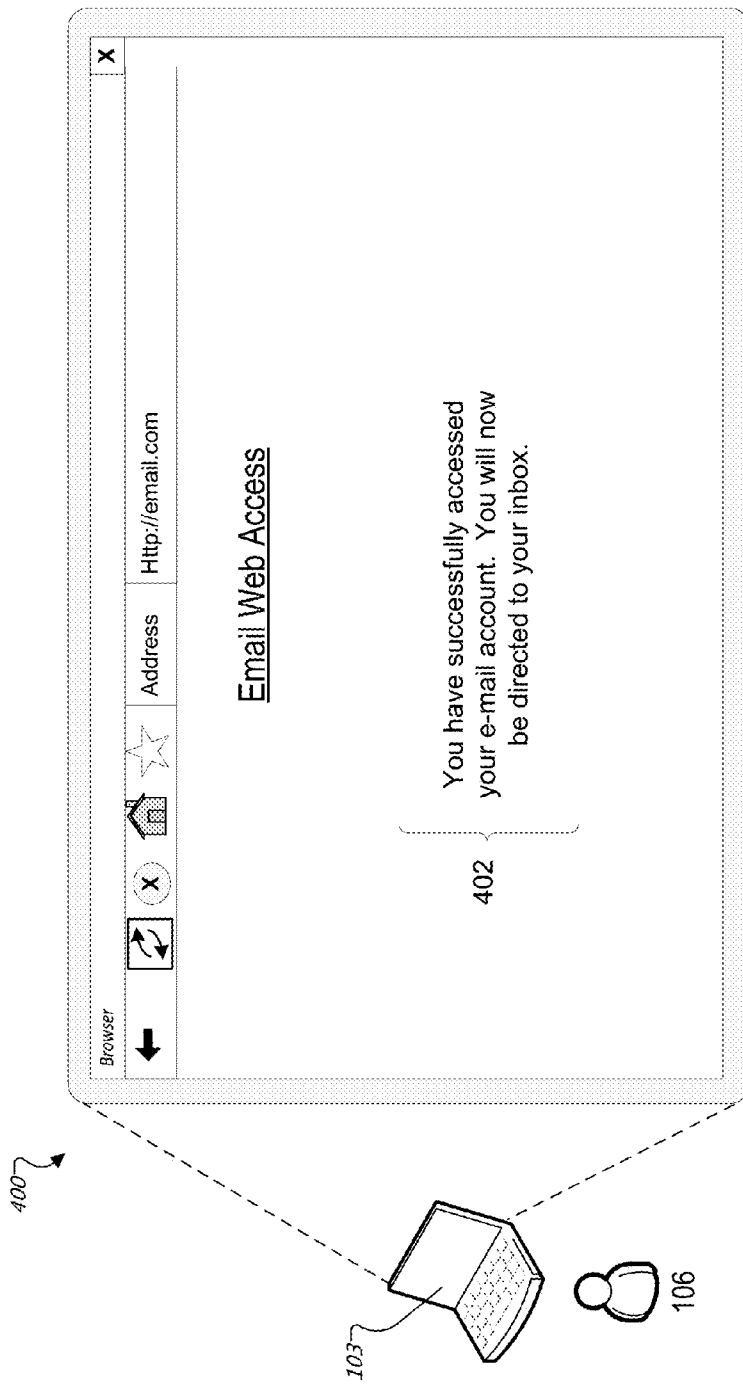 400
Browser
X
X
Address
Http://email.com
Email Web Access
You have successfully accessed
your e-mail account. You will now
be directed to your inbox.
402
103
106